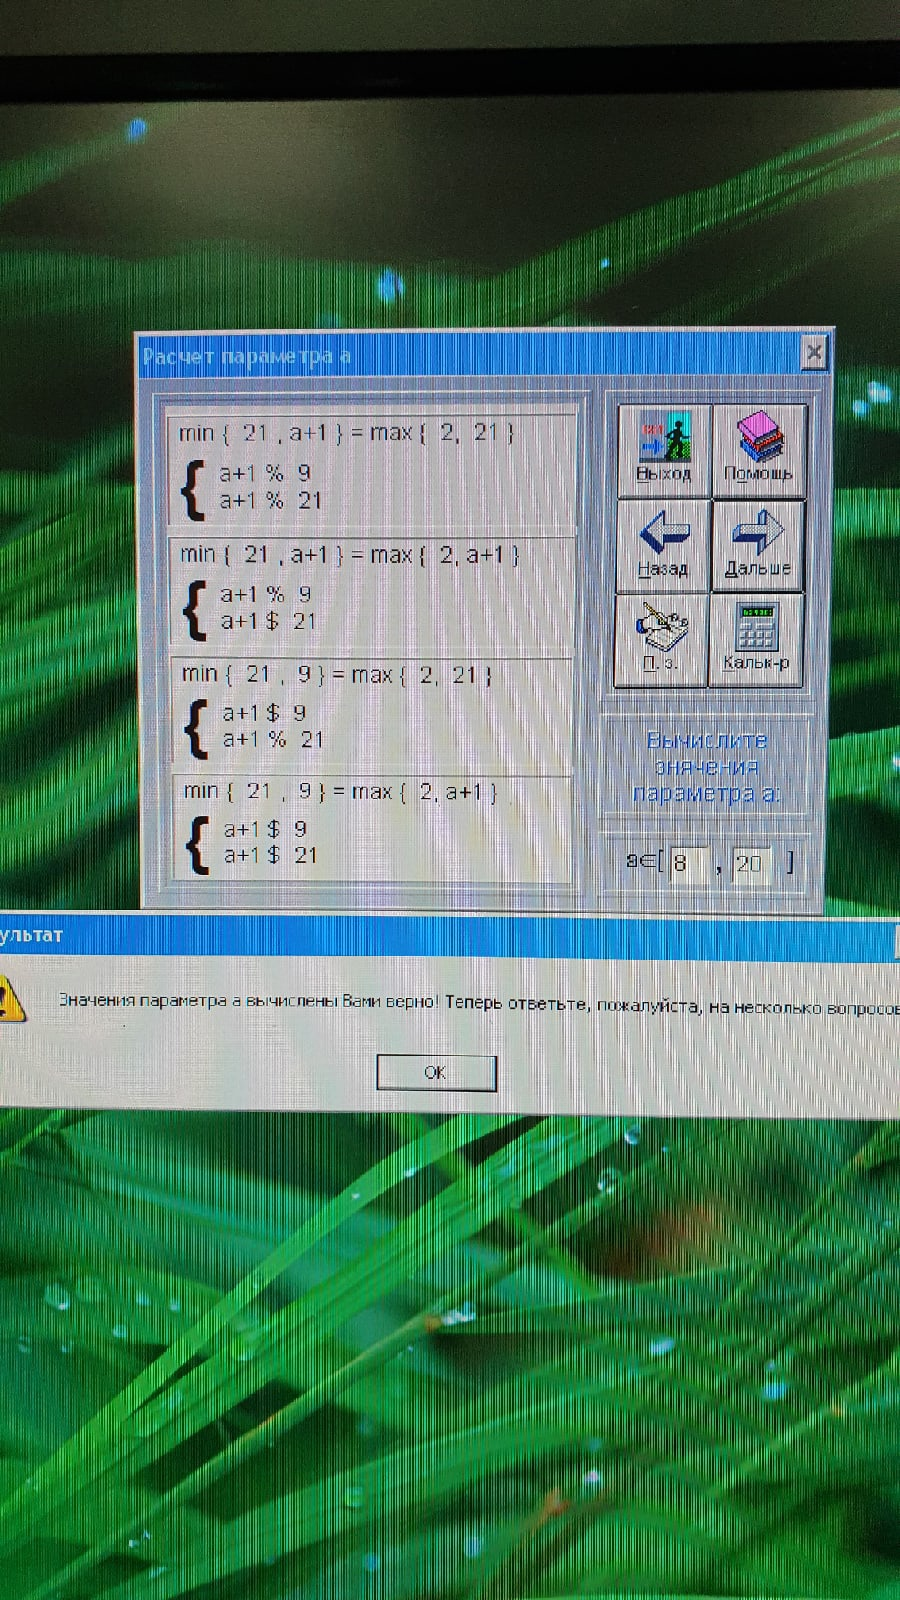 Расчет параметра а
min { 21 , a+1 } = max { 2, 21 }
{ a+1 % 9
a+1 % 21
min { 21 , a+1 } = max { 2, a+1 }
{ a+1 % 9
a+1 $ 21
min { 21 , 9 } = max { 2, 21 }
{ a+1 $ 9
a+1 % 21
min { 21 , 9 } = max { 2, a+1 }
{ a+1 $ 9
a+1 $ 21
EXIT
Выход
Помощь
Назад
Дальше
П. з.
Кальк-р
Вычислите
зня́чения
параметра а:
a∈[ 8 , 20 ]
ультат
Значения параметра а вычислены Вами верно! Теперь ответьте, пожалуйста, на несколько вопросов
OK